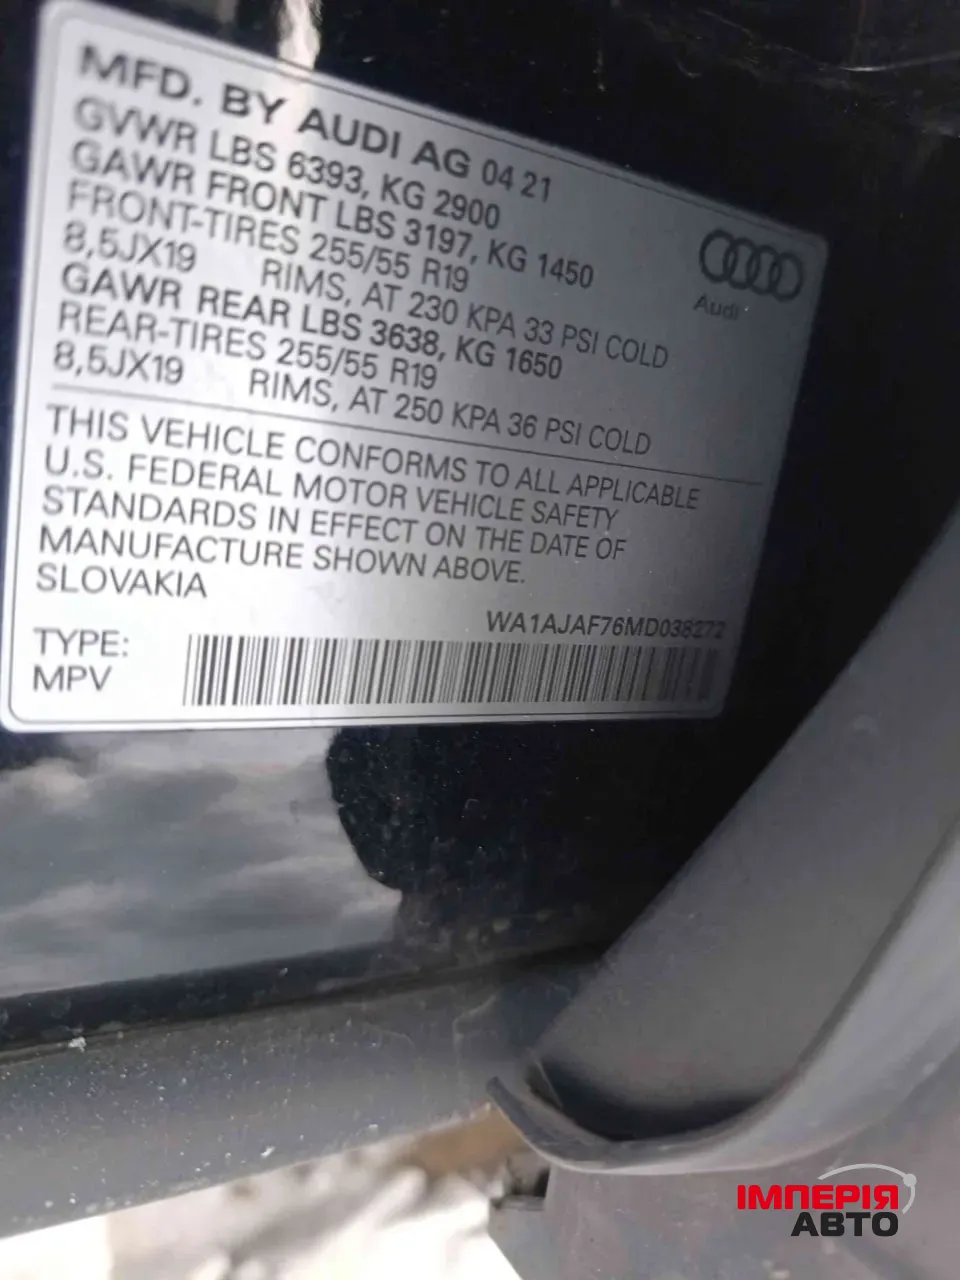 MFD. BY AUDI AG 04 21
GVWR LBS 6393, KG 2900
GAWR FRONT LBS 3197, KG 1450
FRONT-TIRES 255/55 R19
8,5JX19 RIMS, AT 230 KPA 33 PSI COLD
GAWR REAR LBS 3638, KG 1650
REAR-TIRES 255/55 R19
8,5JX19 RIMS, AT 250 KPA 36 PSI COLD
Audi
THIS VEHICLE CONFORMS TO ALL APPLICABLE
U.S. FEDERAL MOTOR VEHICLE SAFETY
STANDARDS IN EFFECT ON THE DATE OF
MANUFACTURE SHOWN ABOVE.
SLOVAKIA
WA1AJAF76MD038272
TYPE:
MPV
ІМПЕРІЯ
АВТО